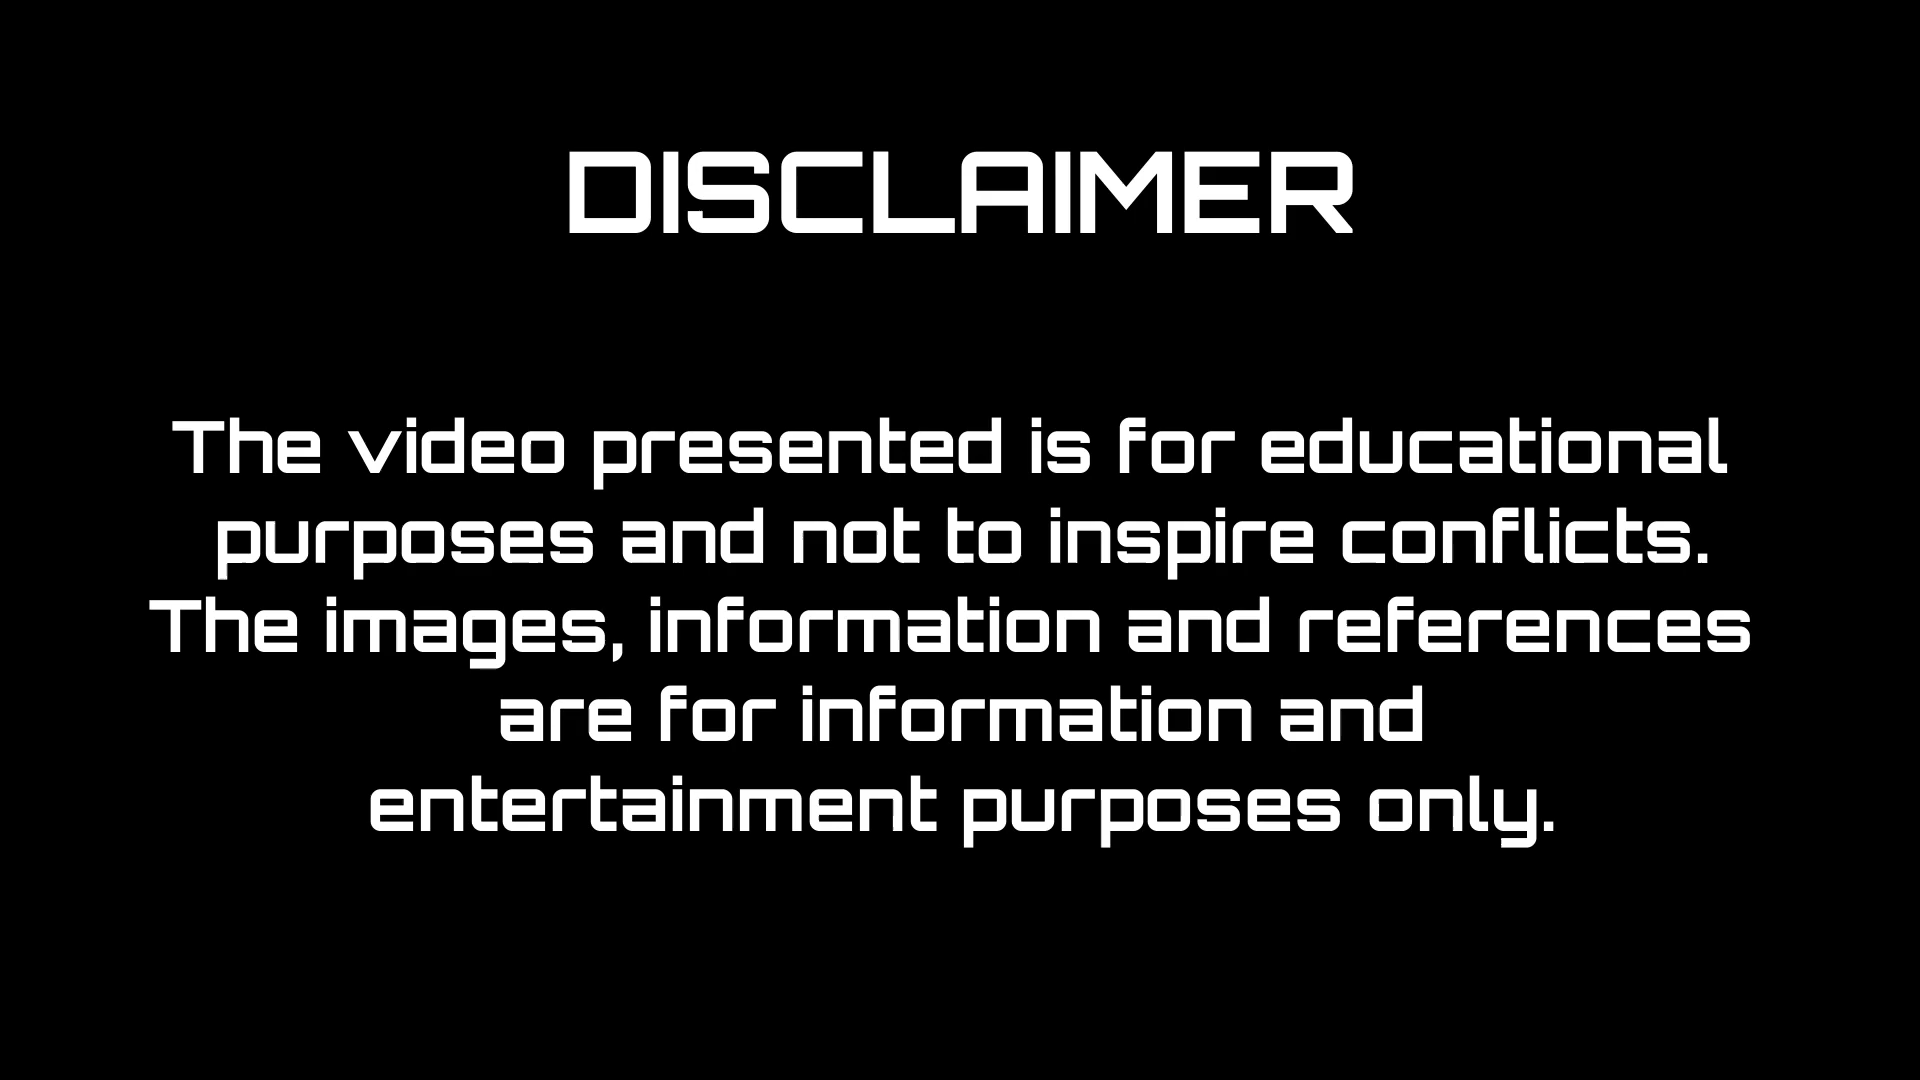 DISCLAIMER
The video presented is for educational
purposes and not to inspire conflicts.
The images, information and references
are for information and
entertainment purposes only.